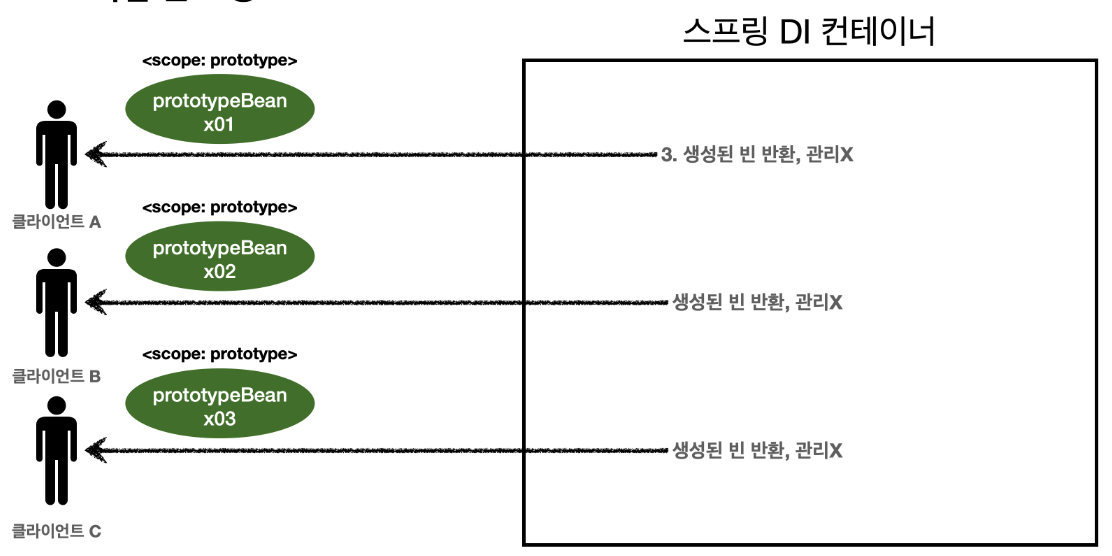 스프링 DI 컨테이너
<scope: prototype>
prototypeBean
x01
3. 생성된 빈 반환, 관리X
클라이언트 A
<scope: prototype>
prototypeBean
x02
생성된 빈 반환, 관리X
클라이언트 B
<scope: prototype>
prototypeBean
x03
생성된 빈 반환, 관리X
클라이언트 C